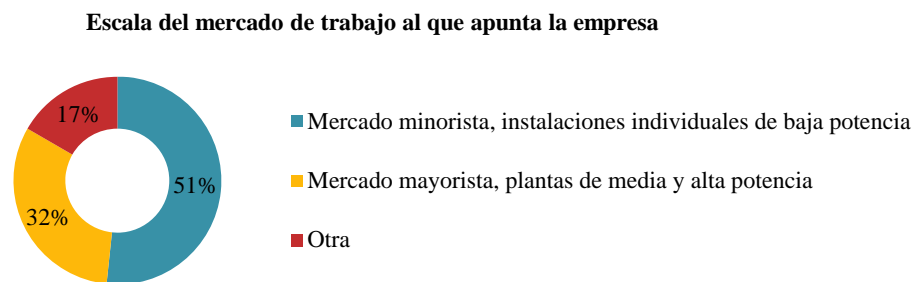 Escala del mercado de trabajo al que apunta la empresa
17%
51%
32%
Mercado minorista, instalaciones individuales de baja potencia
Mercado mayorista, plantas de media y alta potencia
Otra